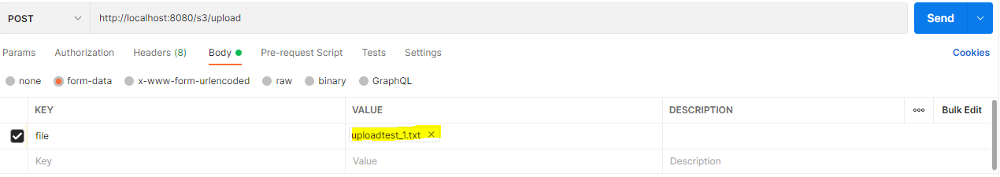 POST http://localhost:8080/s3/upload Send
Params Authorization Headers (8) Body Pre-request Script Tests Settings Cookies
none form-data x-www-form-urlencoded raw binary GraphQL
KEY VALUE DESCRIPTION Bulk Edit
file uploadtest_1.txt
Key Value Description